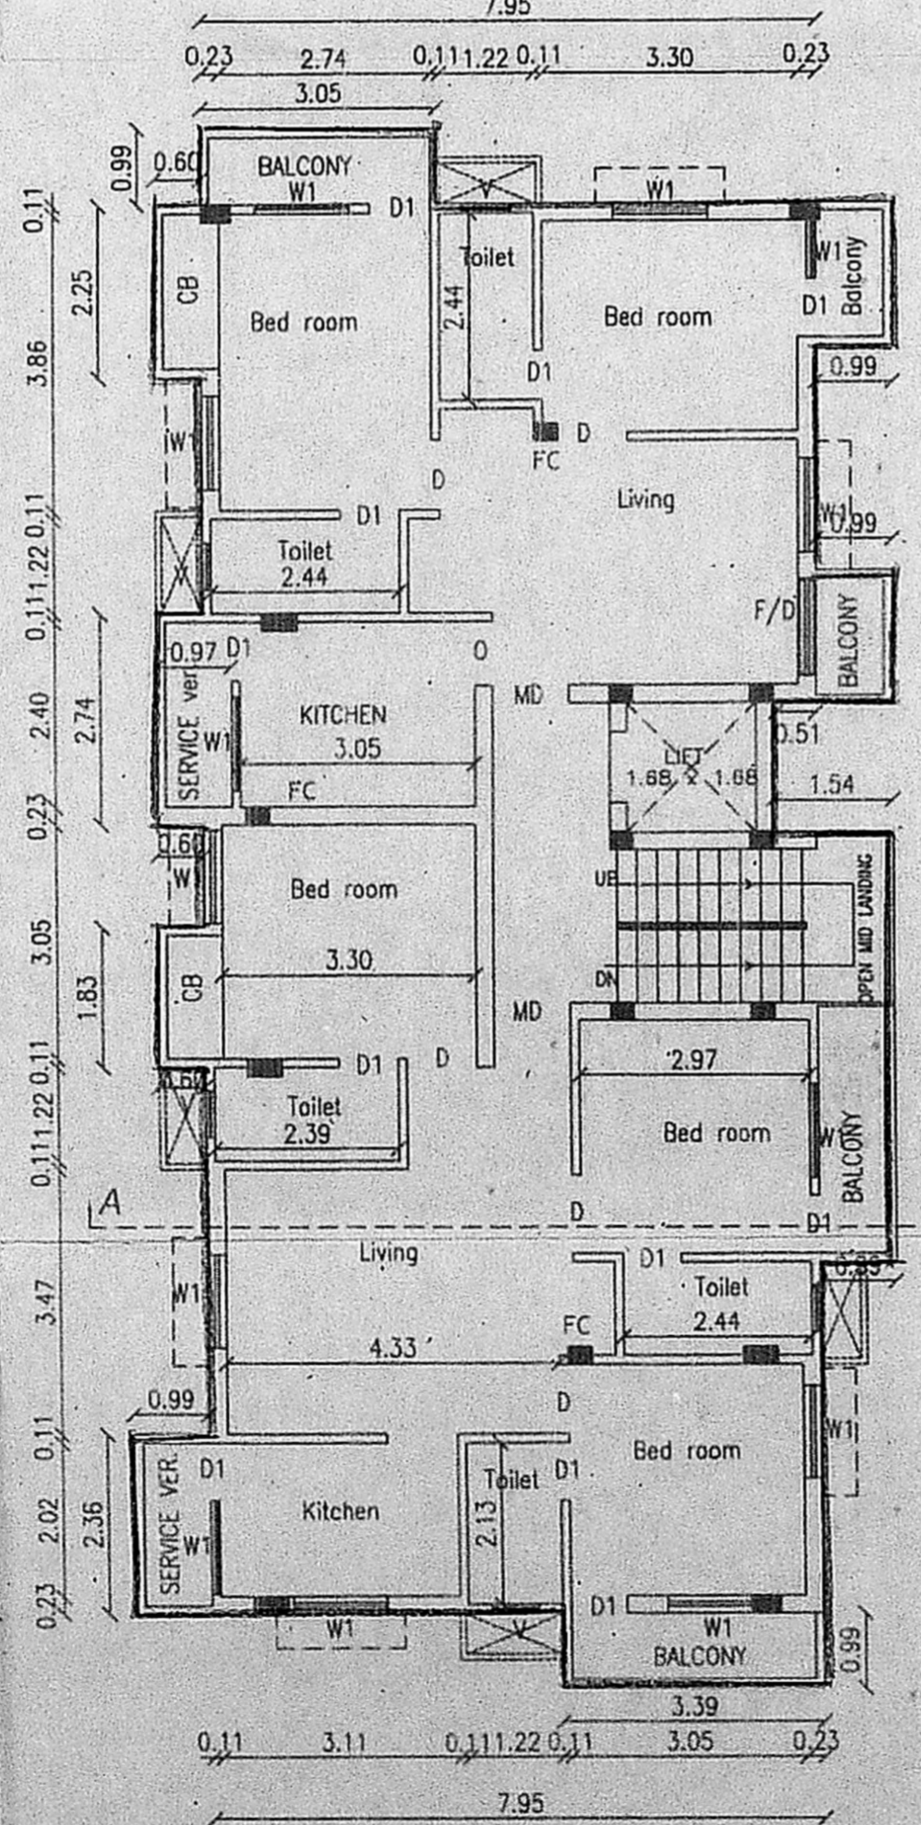 7.95
0.23 2.74 0.11 1.22 0.11 3.30 0.23
3.05
0.99
0.60
BALCONY
W1
D1
V
W1
0.11
2.25
CB
Bed room
Toilet
2.44
Bed room
W1
Balcony
D1
D1
0.99
3.86
W1
D
FC
D
Living
W1
0.99
0.11
D1
Toilet
2.44
V
1.22
0.11
F/D
BALCONY
0.97
D1
O
MD
2.40
2.74
SERVICE ver.
W1
KITCHEN
3.05
LIFT
1.68 1.68
0.51
1.54
FC
0.23
0.60
W
Bed room
UP
OPEN MID LANDING
3.05
1.83
CB
3.30
DN
MD
0.11
D1
D
2.97
0.60
1.22
Toilet
2.39
Bed room
W1
BALCONY
0.11
A
D
D1
Living
D1
Toilet
2.44
0.99
3.47
W1
FC
4.33
0.99
D
W1
0.11
Bed room
SERVICE VER.
D1
Toilet
D1
2.02
2.36
W1
Kitchen
2.13
0.23
W1
V
D1
W1
BALCONY
0.99
3.39
0.11 3.11 0.11 1.22 0.11 3.05 0.23
7.95